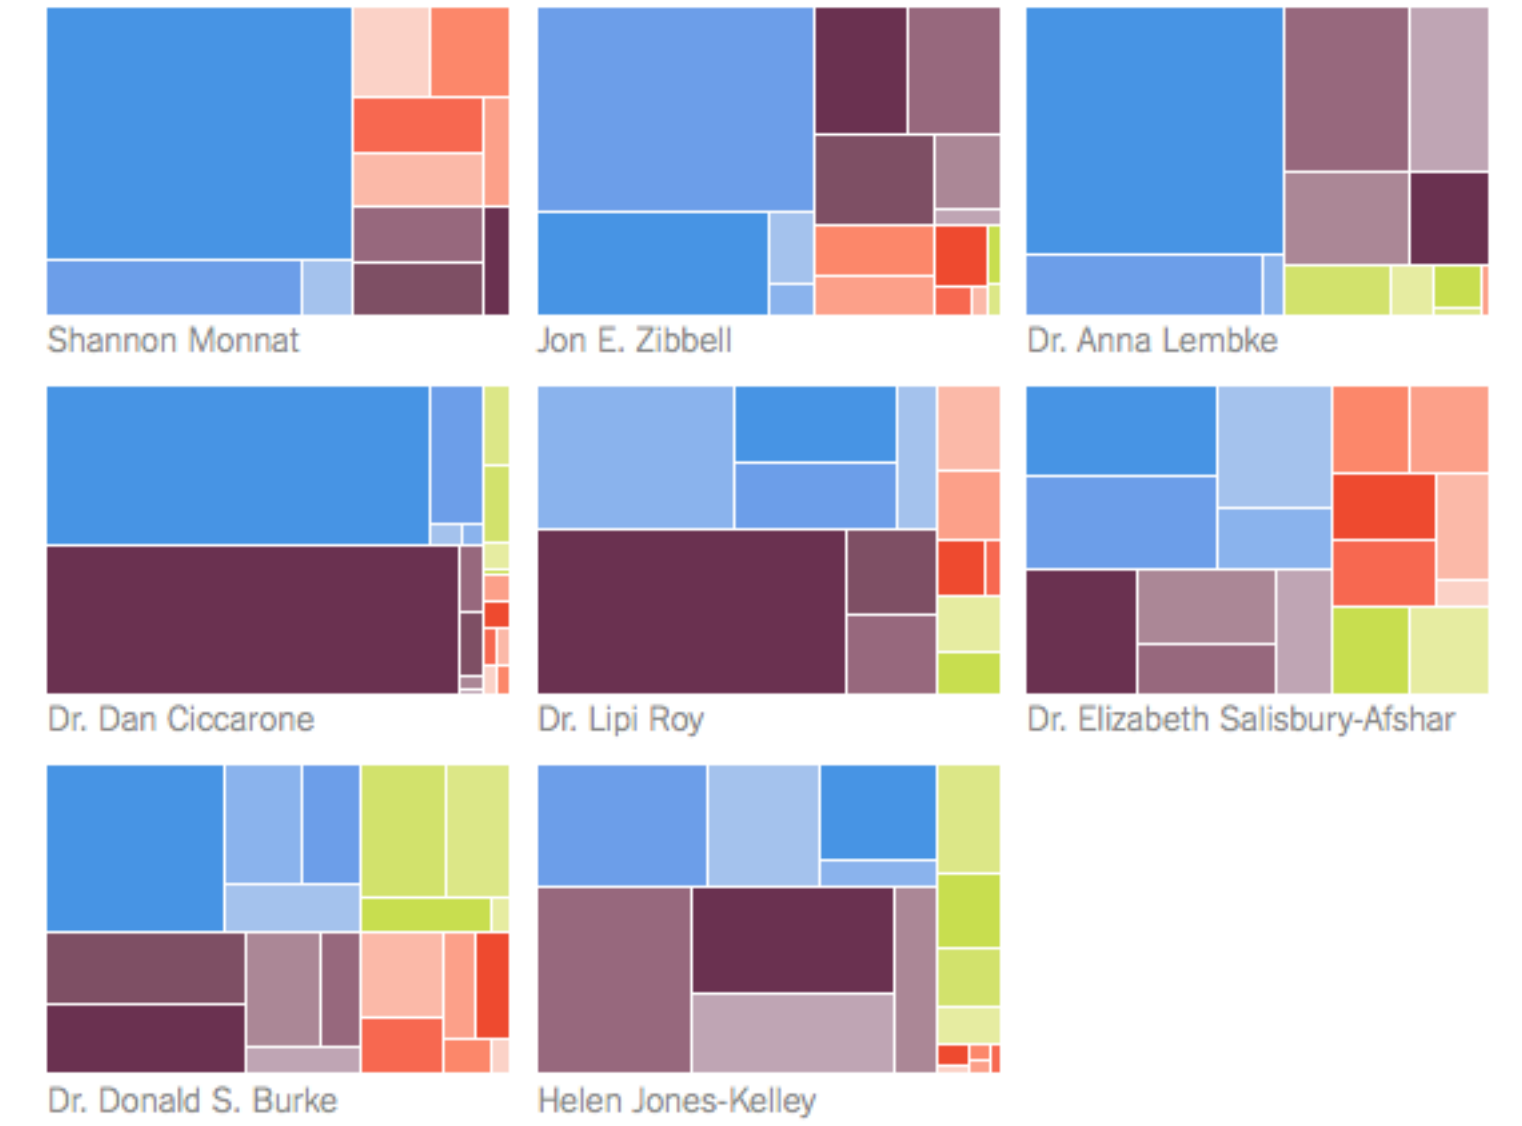 Shannon Monnat
Jon E. Zibbell
Dr. Anna Lembke
Dr. Dan Ciccarone
Dr. Lipi Roy
Dr. Elizabeth Salisbury-Afshar
Dr. Donald S. Burke
Helen Jones-Kelley